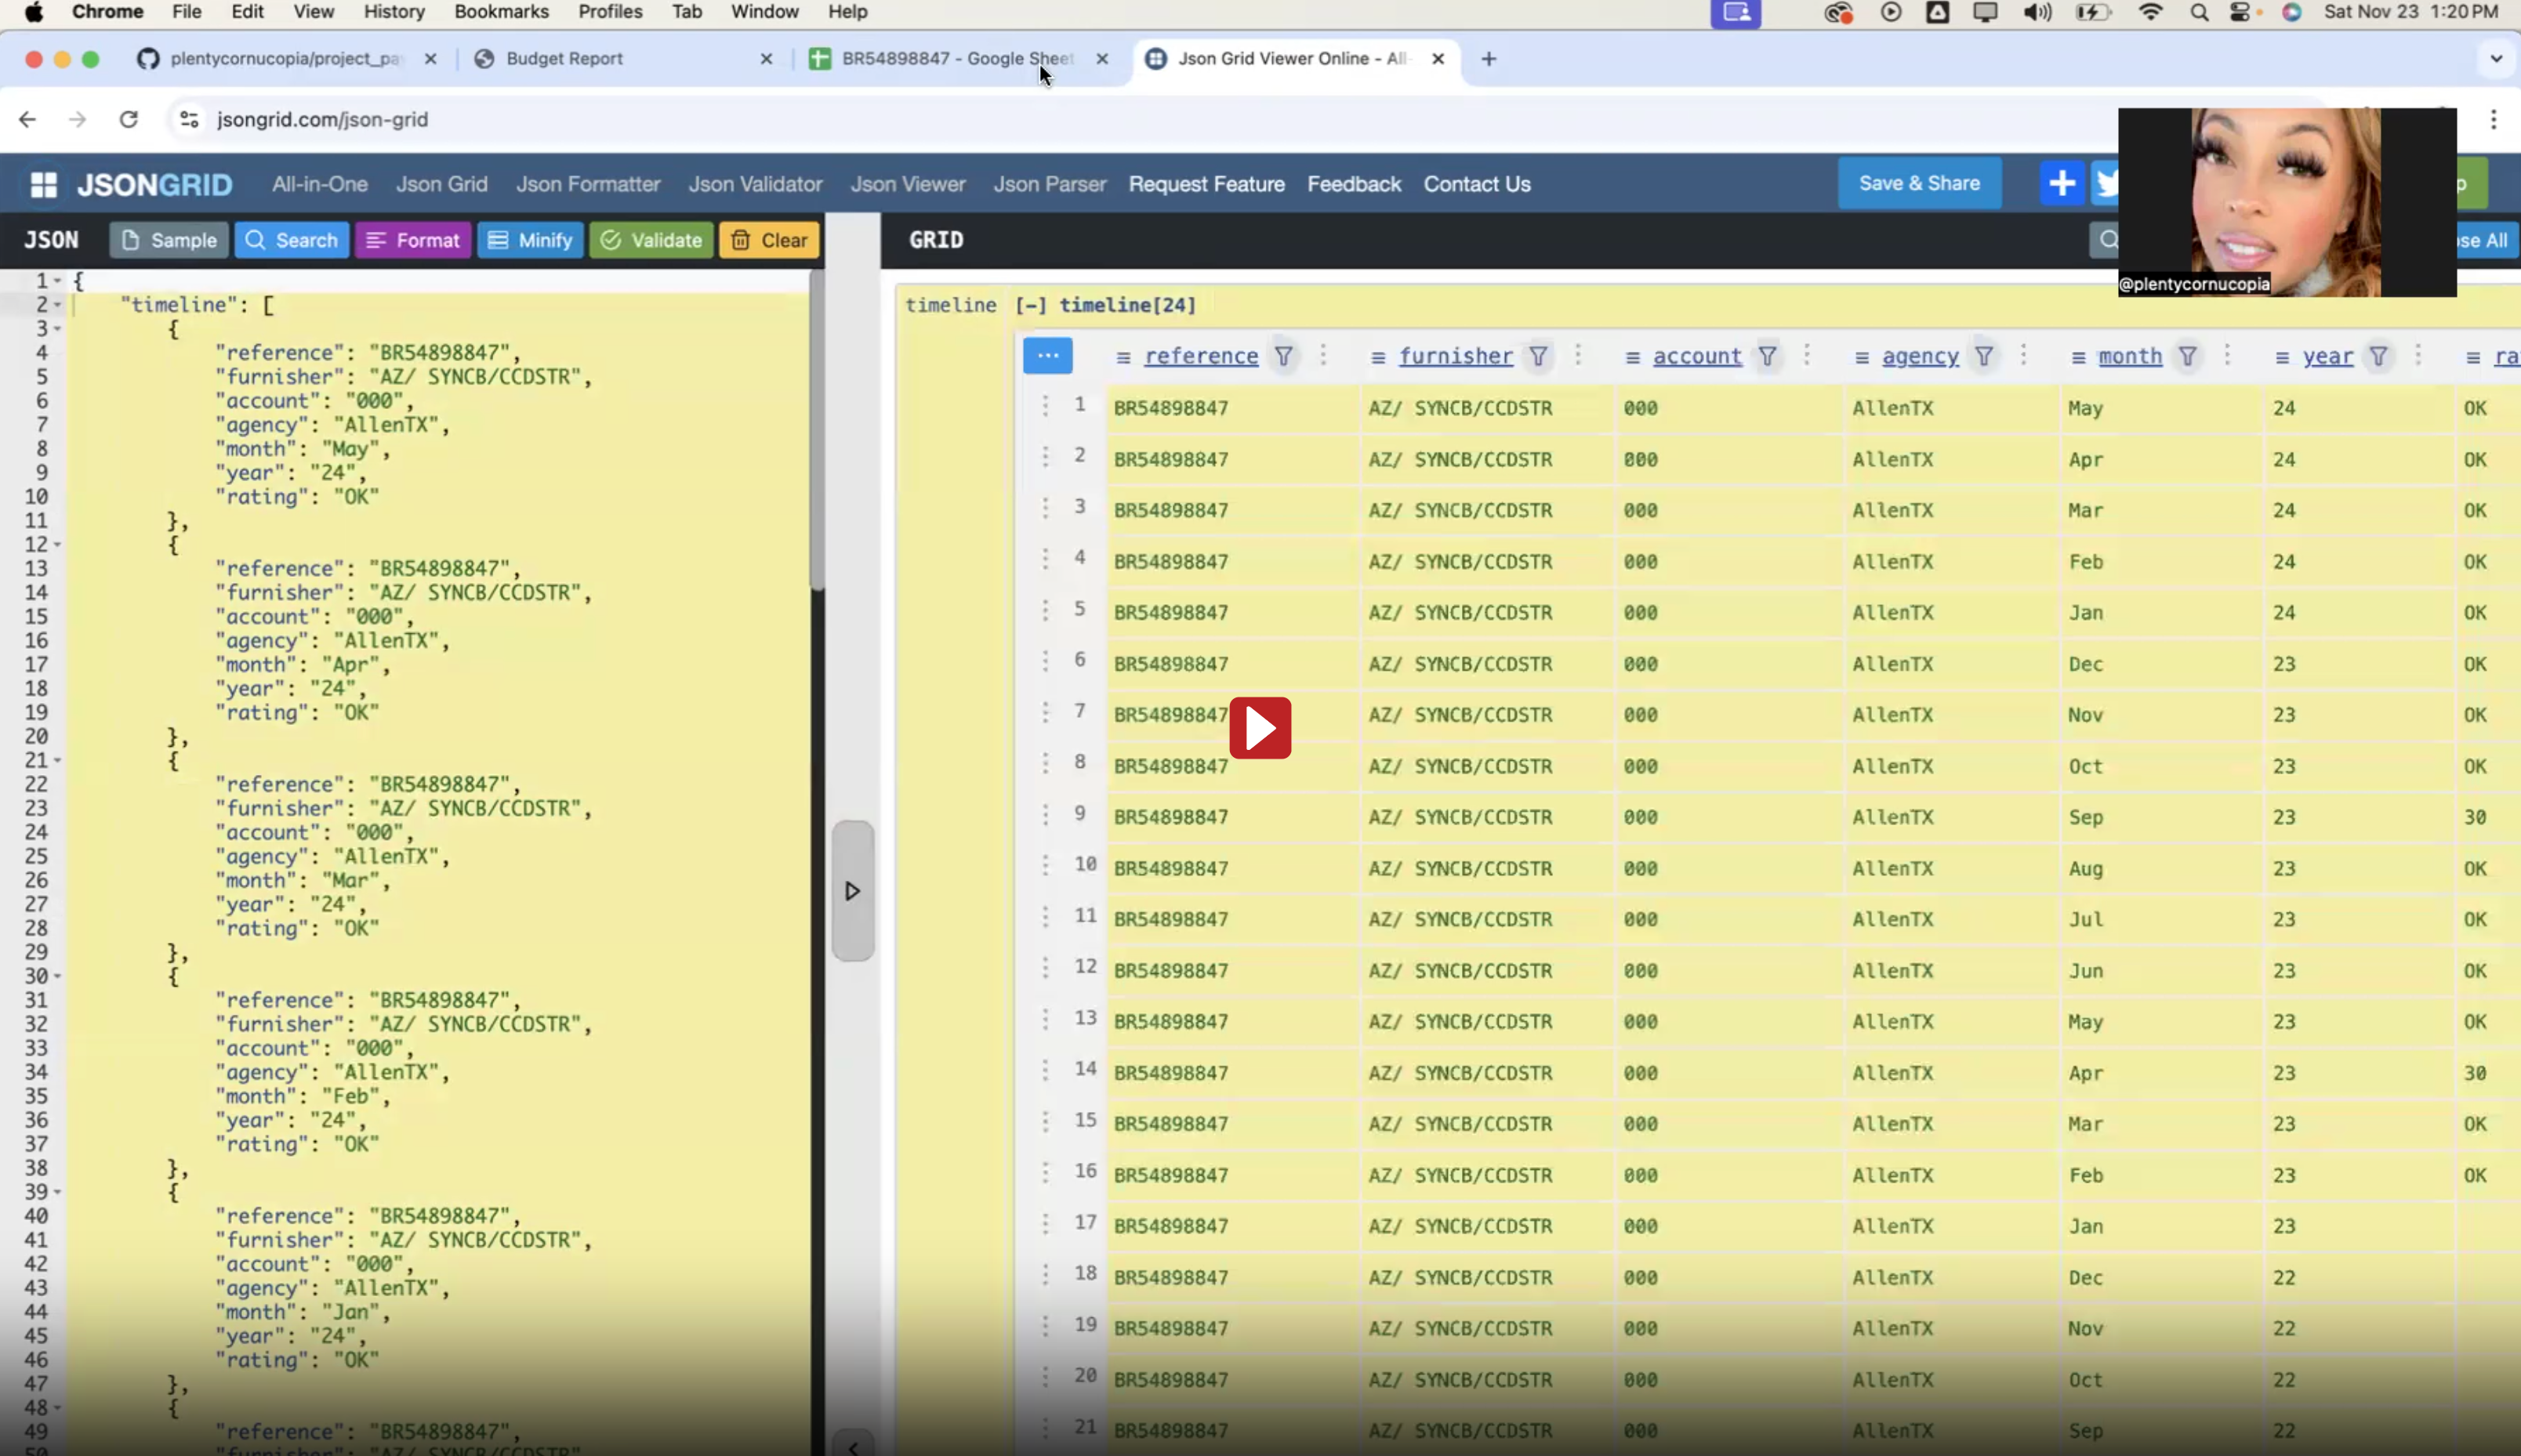 Chrome File Edit View History Bookmarks Profiles Tab Window Help Sat Nov 23 1:20 PM
plentycornucopia/project_pa Budget Report BR54898847 - Google Sheet Json Grid Viewer Online - All
jsongrid.com/json-grid
JSONGRID All-in-One Json Grid Json Formatter Json Validator Json Viewer Json Parser Request Feature Feedback Contact Us Save & Share
@plentycornucopia
JSON Sample Search Format Minify Validate Clear
1 {
2 "timeline": [
3 {
4 "reference": "BR54898847",
5 "furnisher": "AZ/ SYNCB/CCDSTR",
6 "account": "000",
7 "agency": "AllenTX",
8 "month": "May",
9 "year": "24",
10 "rating": "OK"
11 },
12 {
13 "reference": "BR54898847",
14 "furnisher": "AZ/ SYNCB/CCDSTR",
15 "account": "000",
16 "agency": "AllenTX",
17 "month": "Apr",
18 "year": "24",
19 "rating": "OK"
20 },
21 {
22 "reference": "BR54898847",
23 "furnisher": "AZ/ SYNCB/CCDSTR",
24 "account": "000",
25 "agency": "AllenTX",
26 "month": "Mar",
27 "year": "24",
28 "rating": "OK"
29 },
30 {
31 "reference": "BR54898847",
32 "furnisher": "AZ/ SYNCB/CCDSTR",
33 "account": "000",
34 "agency": "AllenTX",
35 "month": "Feb",
36 "year": "24",
37 "rating": "OK"
38 },
39 {
40 "reference": "BR54898847",
41 "furnisher": "AZ/ SYNCB/CCDSTR",
42 "account": "000",
43 "agency": "AllenTX",
44 "month": "Jan",
45 "year": "24",
46 "rating": "OK"
47 },
48 {
49 "reference": "BR54898847",
50 "furnisher": "AZ/ SYNCB/CCDSTR
GRID se All
timeline [–] timeline[24]
... reference furnisher account agency month year ra
1 BR54898847 AZ/ SYNCB/CCDSTR 000 AllenTX May 24 OK
2 BR54898847 AZ/ SYNCB/CCDSTR 000 AllenTX Apr 24 OK
3 BR54898847 AZ/ SYNCB/CCDSTR 000 AllenTX Mar 24 OK
4 BR54898847 AZ/ SYNCB/CCDSTR 000 AllenTX Feb 24 OK
5 BR54898847 AZ/ SYNCB/CCDSTR 000 AllenTX Jan 24 OK
6 BR54898847 AZ/ SYNCB/CCDSTR 000 AllenTX Dec 23 OK
7 BR54898847 AZ/ SYNCB/CCDSTR 000 AllenTX Nov 23 OK
8 BR54898847 AZ/ SYNCB/CCDSTR 000 AllenTX Oct 23 OK
9 BR54898847 AZ/ SYNCB/CCDSTR 000 AllenTX Sep 23 30
10 BR54898847 AZ/ SYNCB/CCDSTR 000 AllenTX Aug 23 OK
11 BR54898847 AZ/ SYNCB/CCDSTR 000 AllenTX Jul 23 OK
12 BR54898847 AZ/ SYNCB/CCDSTR 000 AllenTX Jun 23 OK
13 BR54898847 AZ/ SYNCB/CCDSTR 000 AllenTX May 23 OK
14 BR54898847 AZ/ SYNCB/CCDSTR 000 AllenTX Apr 23 30
15 BR54898847 AZ/ SYNCB/CCDSTR 000 AllenTX Mar 23 OK
16 BR54898847 AZ/ SYNCB/CCDSTR 000 AllenTX Feb 23 OK
17 BR54898847 AZ/ SYNCB/CCDSTR 000 AllenTX Jan 23
18 BR54898847 AZ/ SYNCB/CCDSTR 000 AllenTX Dec 22
19 BR54898847 AZ/ SYNCB/CCDSTR 000 AllenTX Nov 22
20 BR54898847 AZ/ SYNCB/CCDSTR 000 AllenTX Oct 22
21 BR54898847 AZ/ SYNCB/CCDSTR 000 AllenTX Sep 22